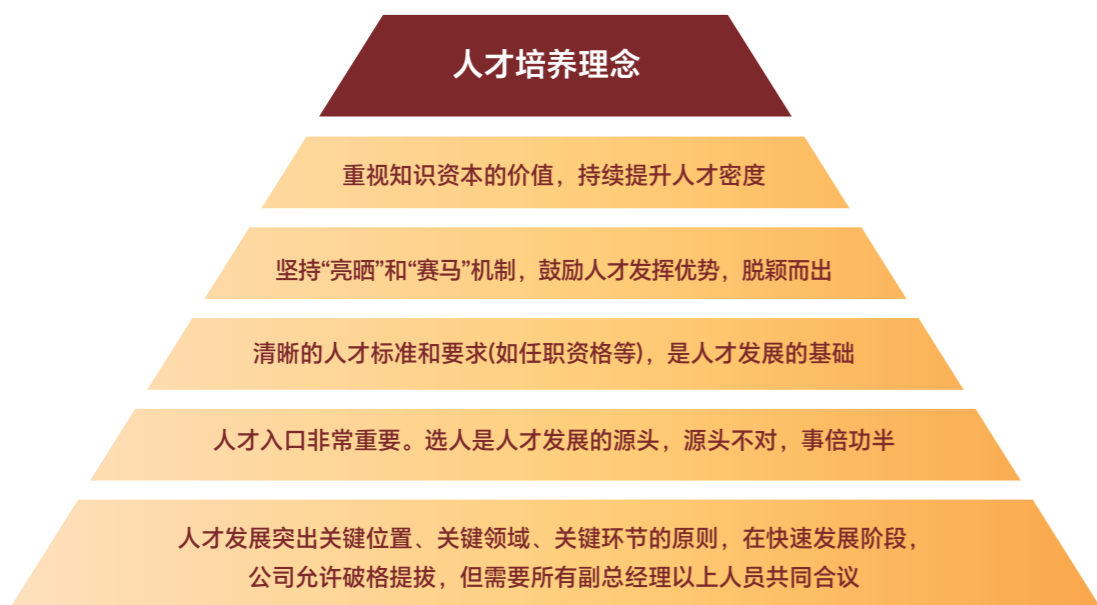 人才培养理念
重视知识资本的价值，持续提升人才密度
坚持“亮晒”和“赛马”机制，鼓励人才发挥优势，脱颖而出
清晰的人才标准和要求(如任职资格等)，是人才发展的基础
人才入口非常重要。选人是人才发展的源头，源头不对，事倍功半
人才发展突出关键位置、关键领域、关键环节的原则，在快速发展阶段，
公司允许破格提拔，但需要所有副总经理以上人员共同合议